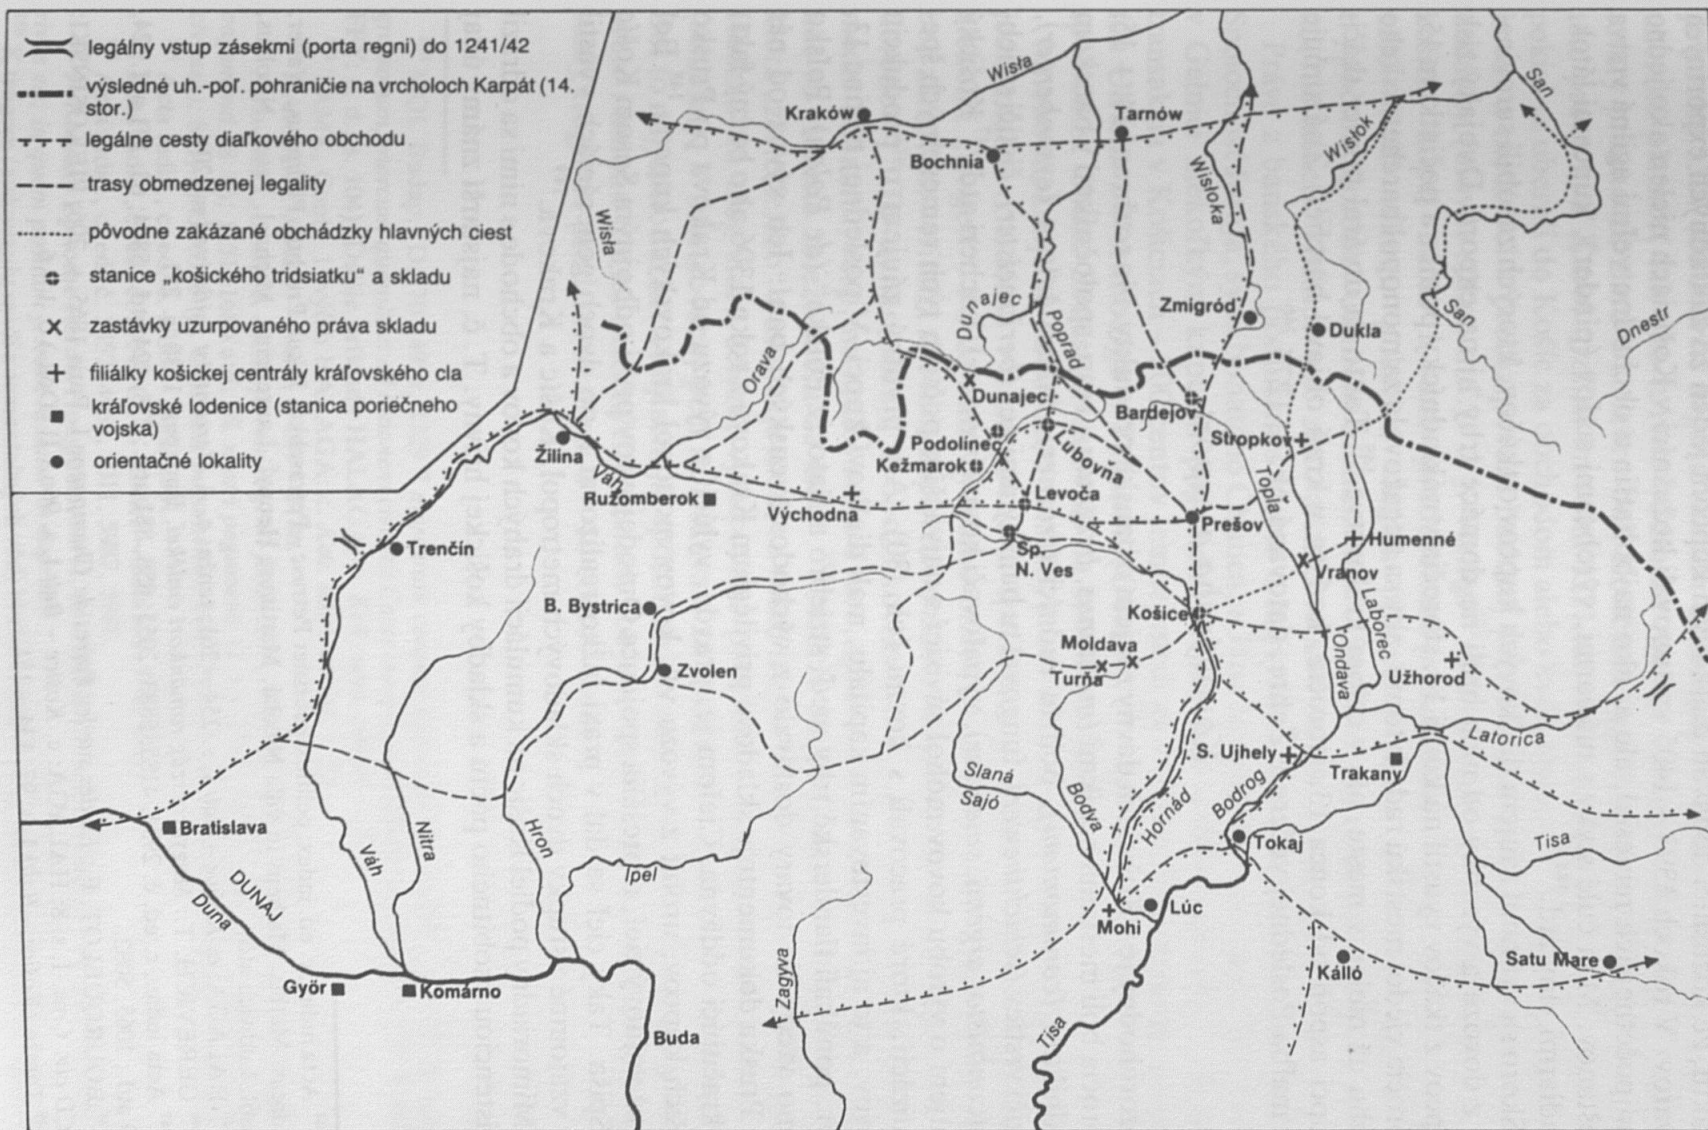 legálny vstup zásekmi (porta regni) do 1241/42
výsledné uh.-poľ. pohraničie na vrcholoch Karpát (14.
stor.)
legálne cesty diaľkového obchodu
trasy obmedzenej legality
pôvodne zakázané obchádzky hlavných ciest
stanice „košického tridsiatku“ a skladu
zastávky uzurpovaného práva skladu
filiálky košickej centrály kráľovského cla
kráľovské lodenice (stanica poriečneho
vojska)
orientačné lokality
Wisła
San
Kraków
Tarnów
Bochnia
Wisłok
Wisłoka
Wisła
Dunajec
Zmigród
Dukla
San
Dnestr
Poprad
Orava
Dunajec
Bardejov
Podolínec
Stropkov
Žilina
Kežmarok
Ľubovňa
Váh
Ružomberok
Levoča
Topľa
Východna
Prešov
Trenčín
Sp.
N. Ves
Humenné
Vranov
B. Bystrica
Košice
Laborec
Moldava
Ondava
Zvolen
Turňa
Užhorod
Latorica
S. Ujhely
Trakany
Slaná
Sajó
Bodva
Hornád
Bodrog
Bratislava
Nitra
Hron
Váh
Tokaj
Tisa
Ipel
DUNAJ
Duna
Lúc
Mohi
Zagyva
Kálló
Satu Mare
Györ
Komárno
Buda
Tisa